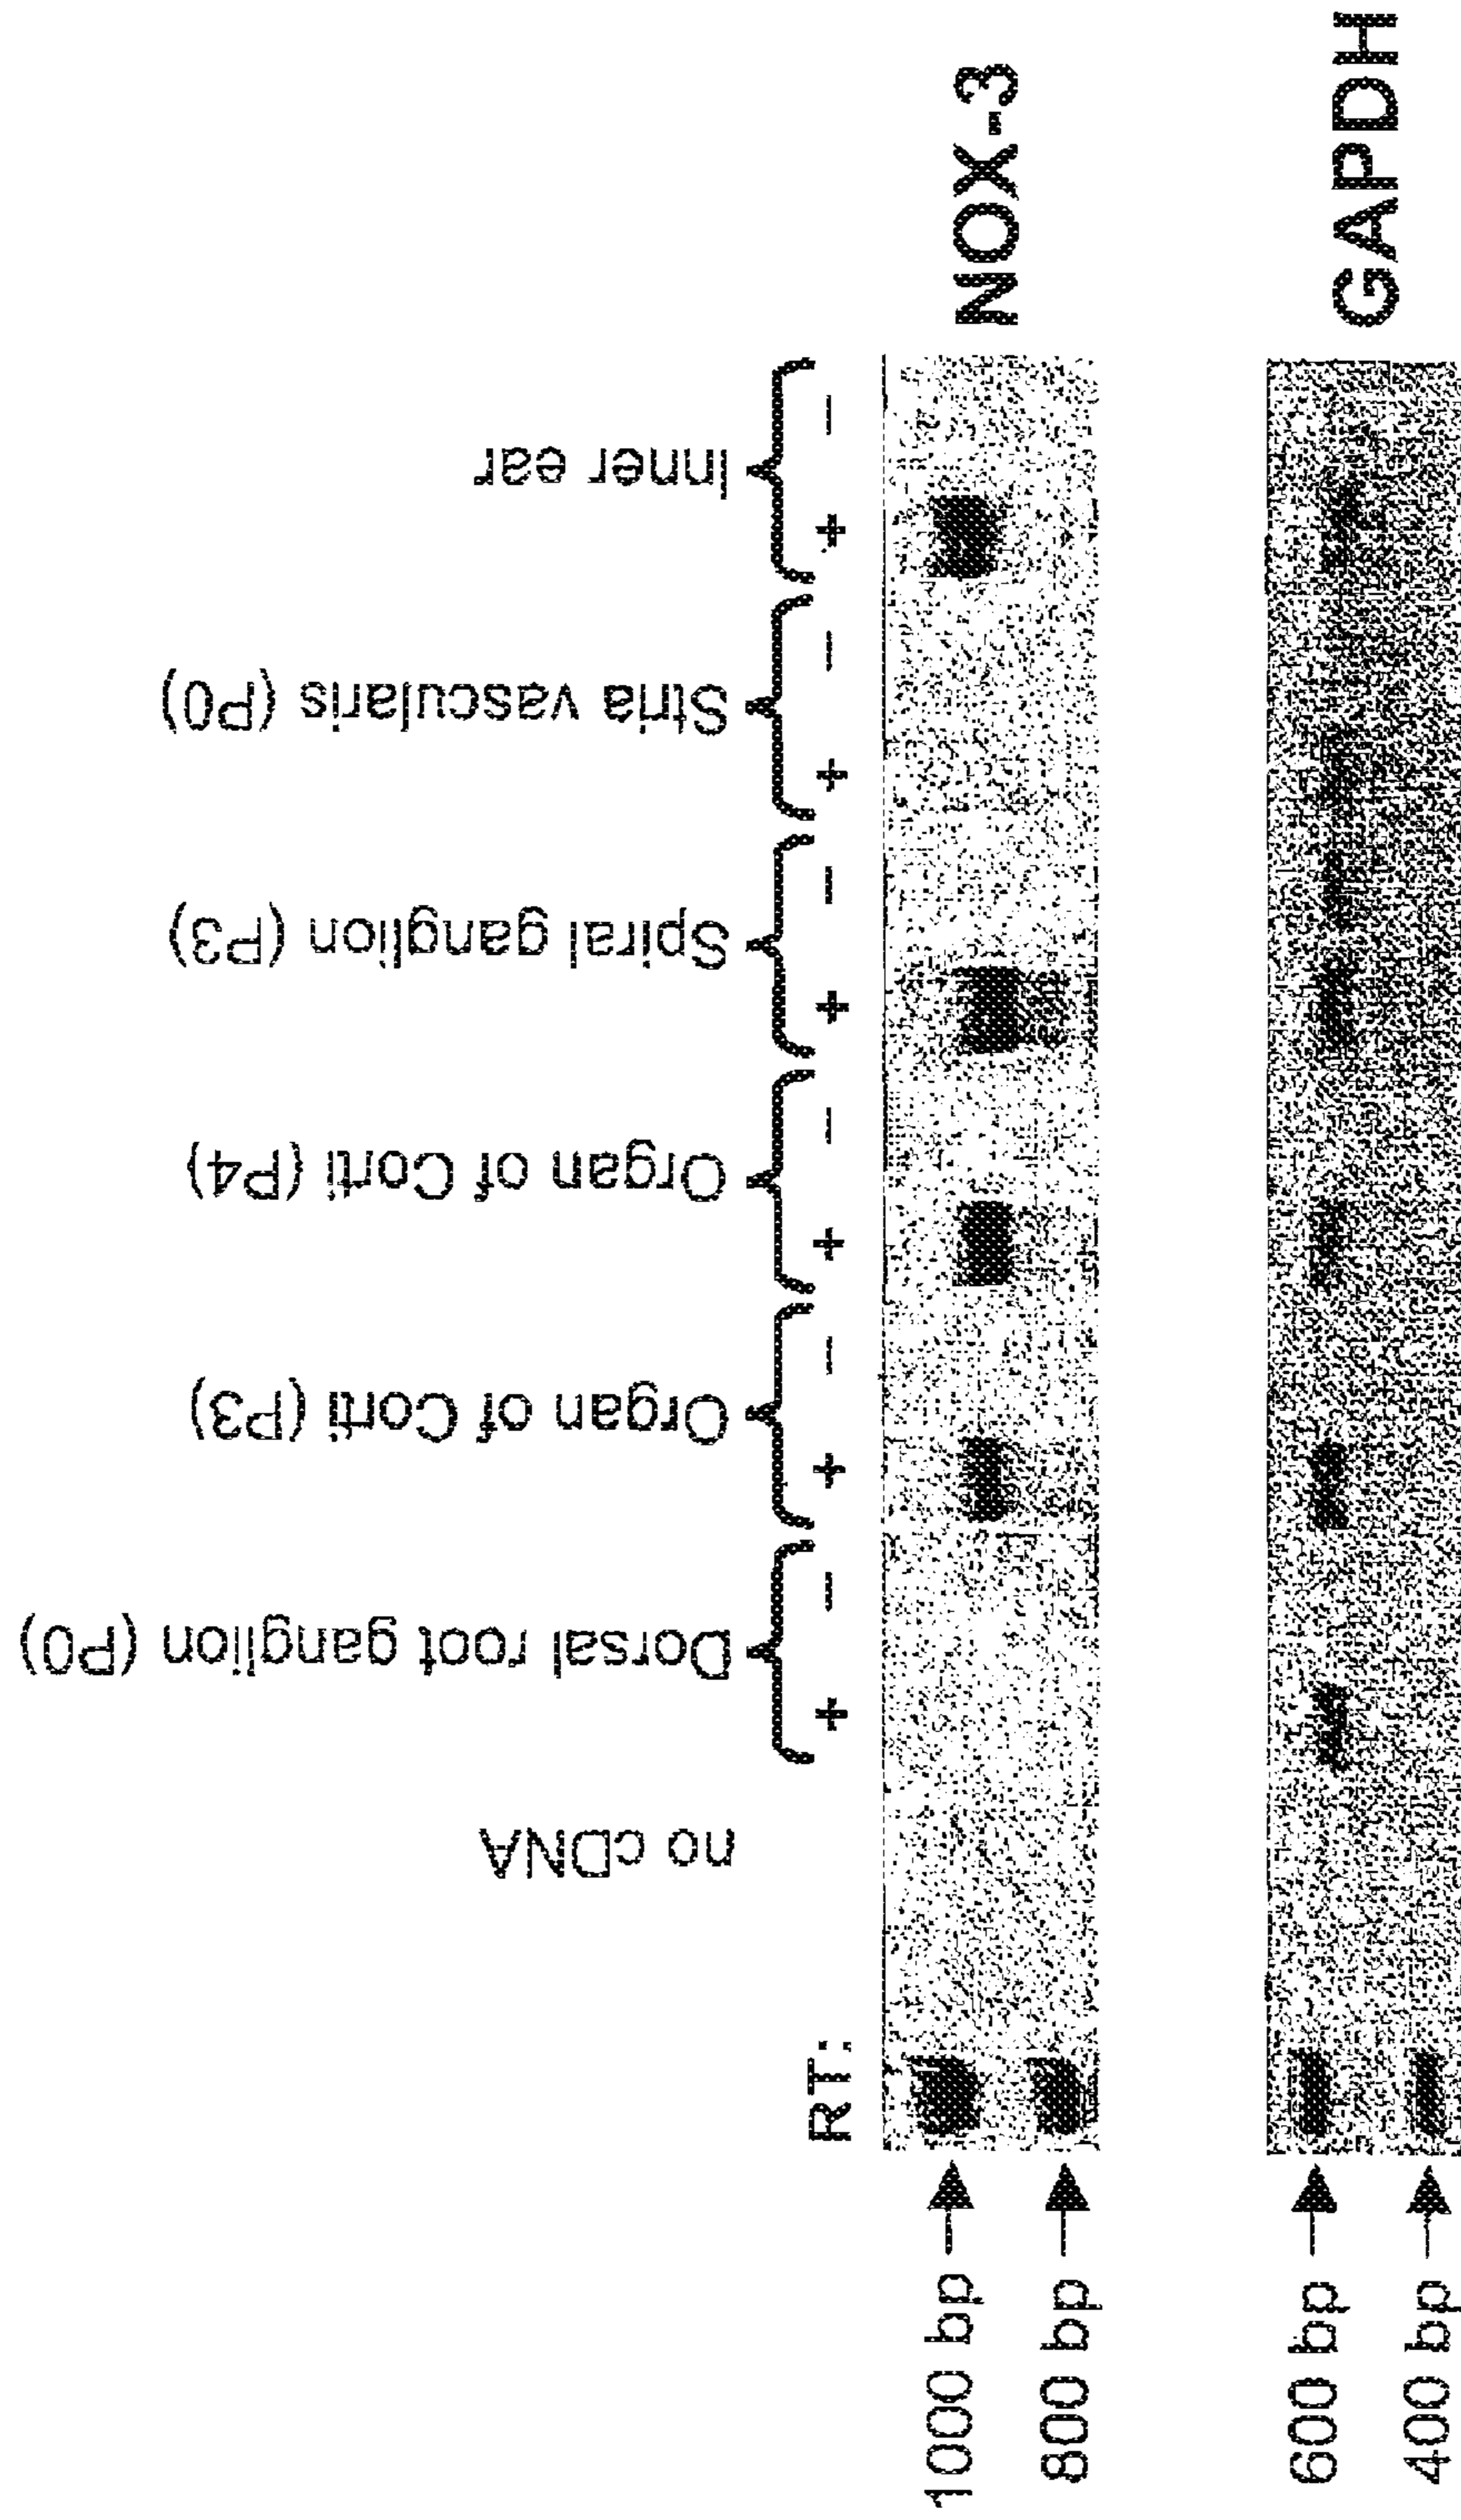 no cDNA
Dorsal root ganglion (P0)
Organ of Corti (P3)
Organ of Corti (P4)
Spiral ganglion (P3)
Stria vascularis (P0)
Inner ear
RT: + − + − + − + − + − + −
1000 bp
800 bp
NOX-3
600 bp
400 bp
GAPDH